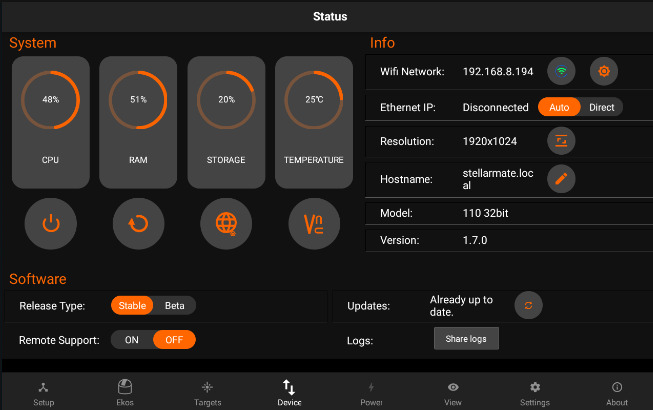 Status
System
Info
48%
51%
20%
25℃
CPU
RAM
STORAGE
TEMPERATURE
Wifi Network:
192.168.8.194
Ethernet IP:
Disconnected
Auto
Direct
Resolution:
1920x1024
Hostname:
stellarmate.loc
al
Model:
110 32bit
Version:
1.7.0
Software
Release Type:
Stable
Beta
Updates:
Already up to
date.
Remote Support:
ON
OFF
Logs:
Share logs
Setup
Ekos
Targets
Device
Power
View
Settings
About